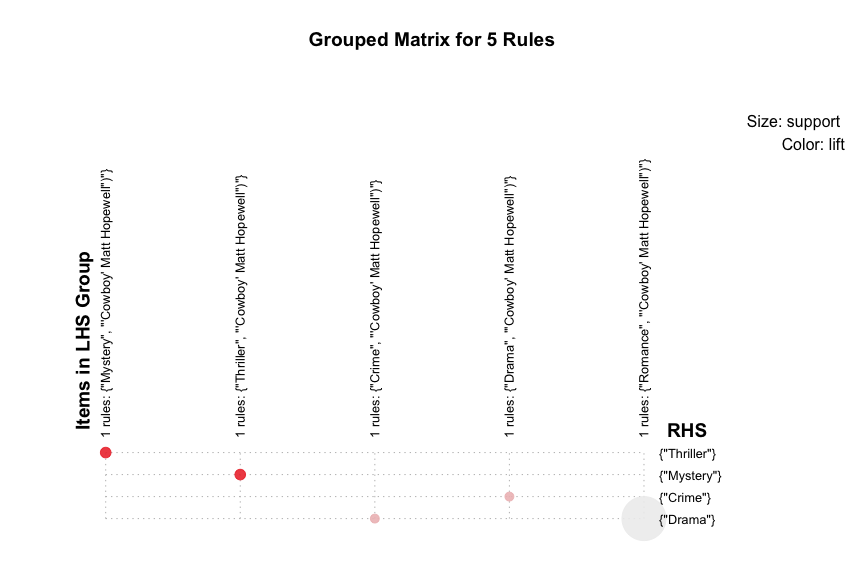 Grouped Matrix for 5 Rules
Size: support
Color: lift
Items in LHS Group
1 rules: {"Mystery", "'Cowboy' Matt Hopewell")"}
1 rules: {"Thriller", "'Cowboy' Matt Hopewell")"}
1 rules: {"Crime", "'Cowboy' Matt Hopewell")"}
1 rules: {"Drama", "'Cowboy' Matt Hopewell")"}
1 rules: {"Romance", "'Cowboy' Matt Hopewell")"}
RHS
{"Thriller"}
{"Mystery"}
{"Crime"}
{"Drama"}